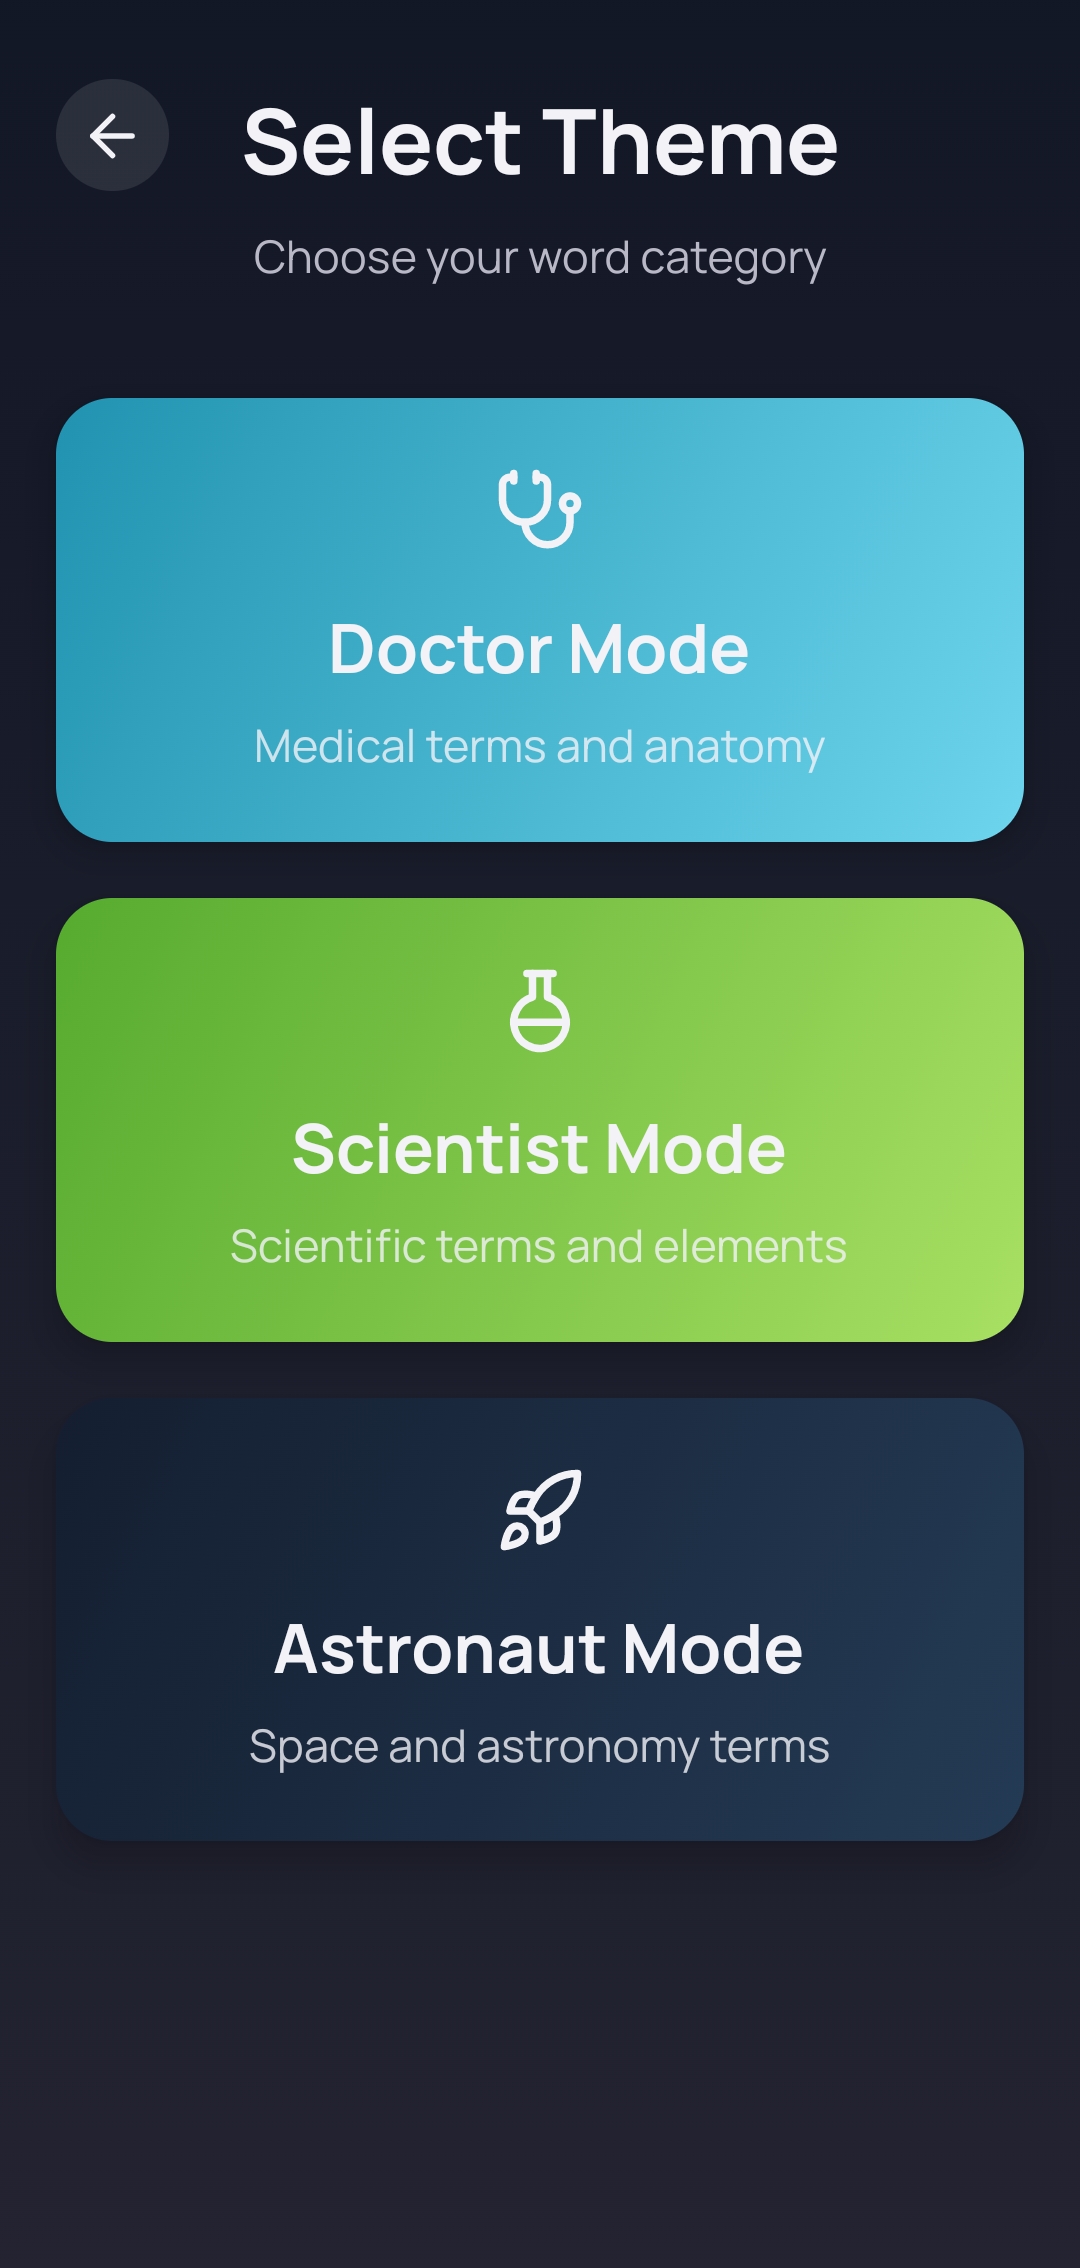 Select Theme
Choose your word category
Doctor Mode
Medical terms and anatomy
Scientist Mode
Scientific terms and elements
Astronaut Mode
Space and astronomy terms